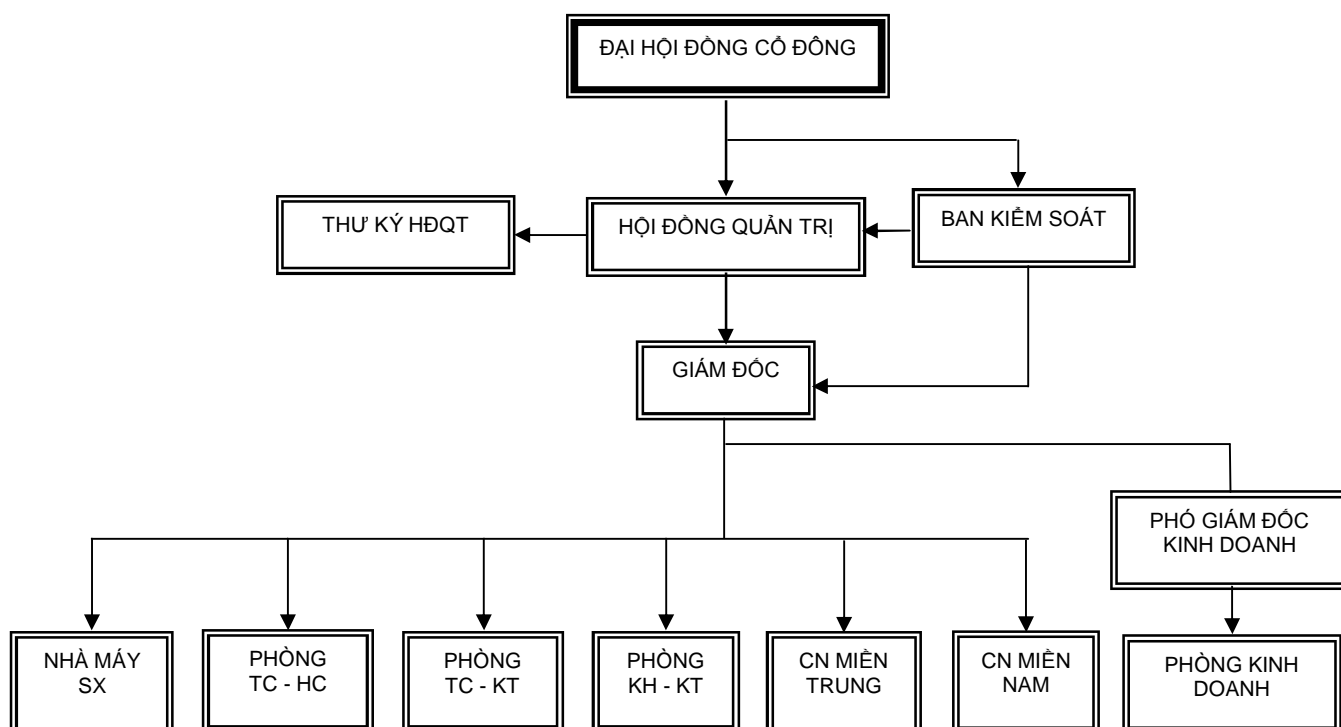 ĐẠI HỘI ĐỒNG CỔ ĐÔNG
THƯ KÝ HĐQT
HỘI ĐỒNG QUẢN TRỊ
BAN KIỂM SOÁT
GIÁM ĐỐC
PHÓ GIÁM ĐỐC
KINH DOANH
NHÀ MÁY
SX
PHÒNG
TC - HC
PHÒNG
TC - KT
PHÒNG
KH - KT
CN MIỀN
TRUNG
CN MIỀN
NAM
PHÒNG KINH
DOANH